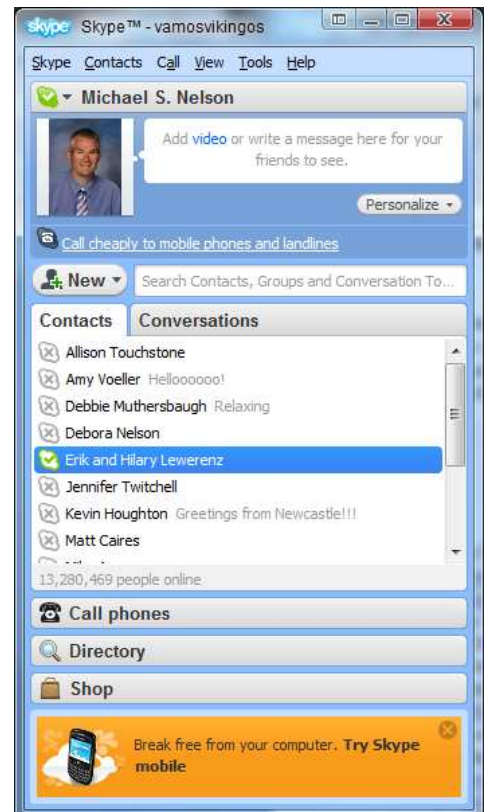 skype Skype™ - vamosvikingos
Skype Contacts Call View Tools Help
Michael S. Nelson
Add video or write a message here for your
friends to see.
Personalize
Call cheaply to mobile phones and landlines
New Search Contacts, Groups and Conversation To...
Contacts Conversations
Allison Touchstone
Amy Voeller Helloooooo!
Debbie Muthersbaugh Relaxing
Debora Nelson
Erik and Hilary Lewerenz
Jennifer Twitchell
Kevin Houghton Greetings from Newcastle!!!
Matt Caires
13,280,469 people online
Call phones
Directory
Shop
Break free from your computer. Try Skype
mobile